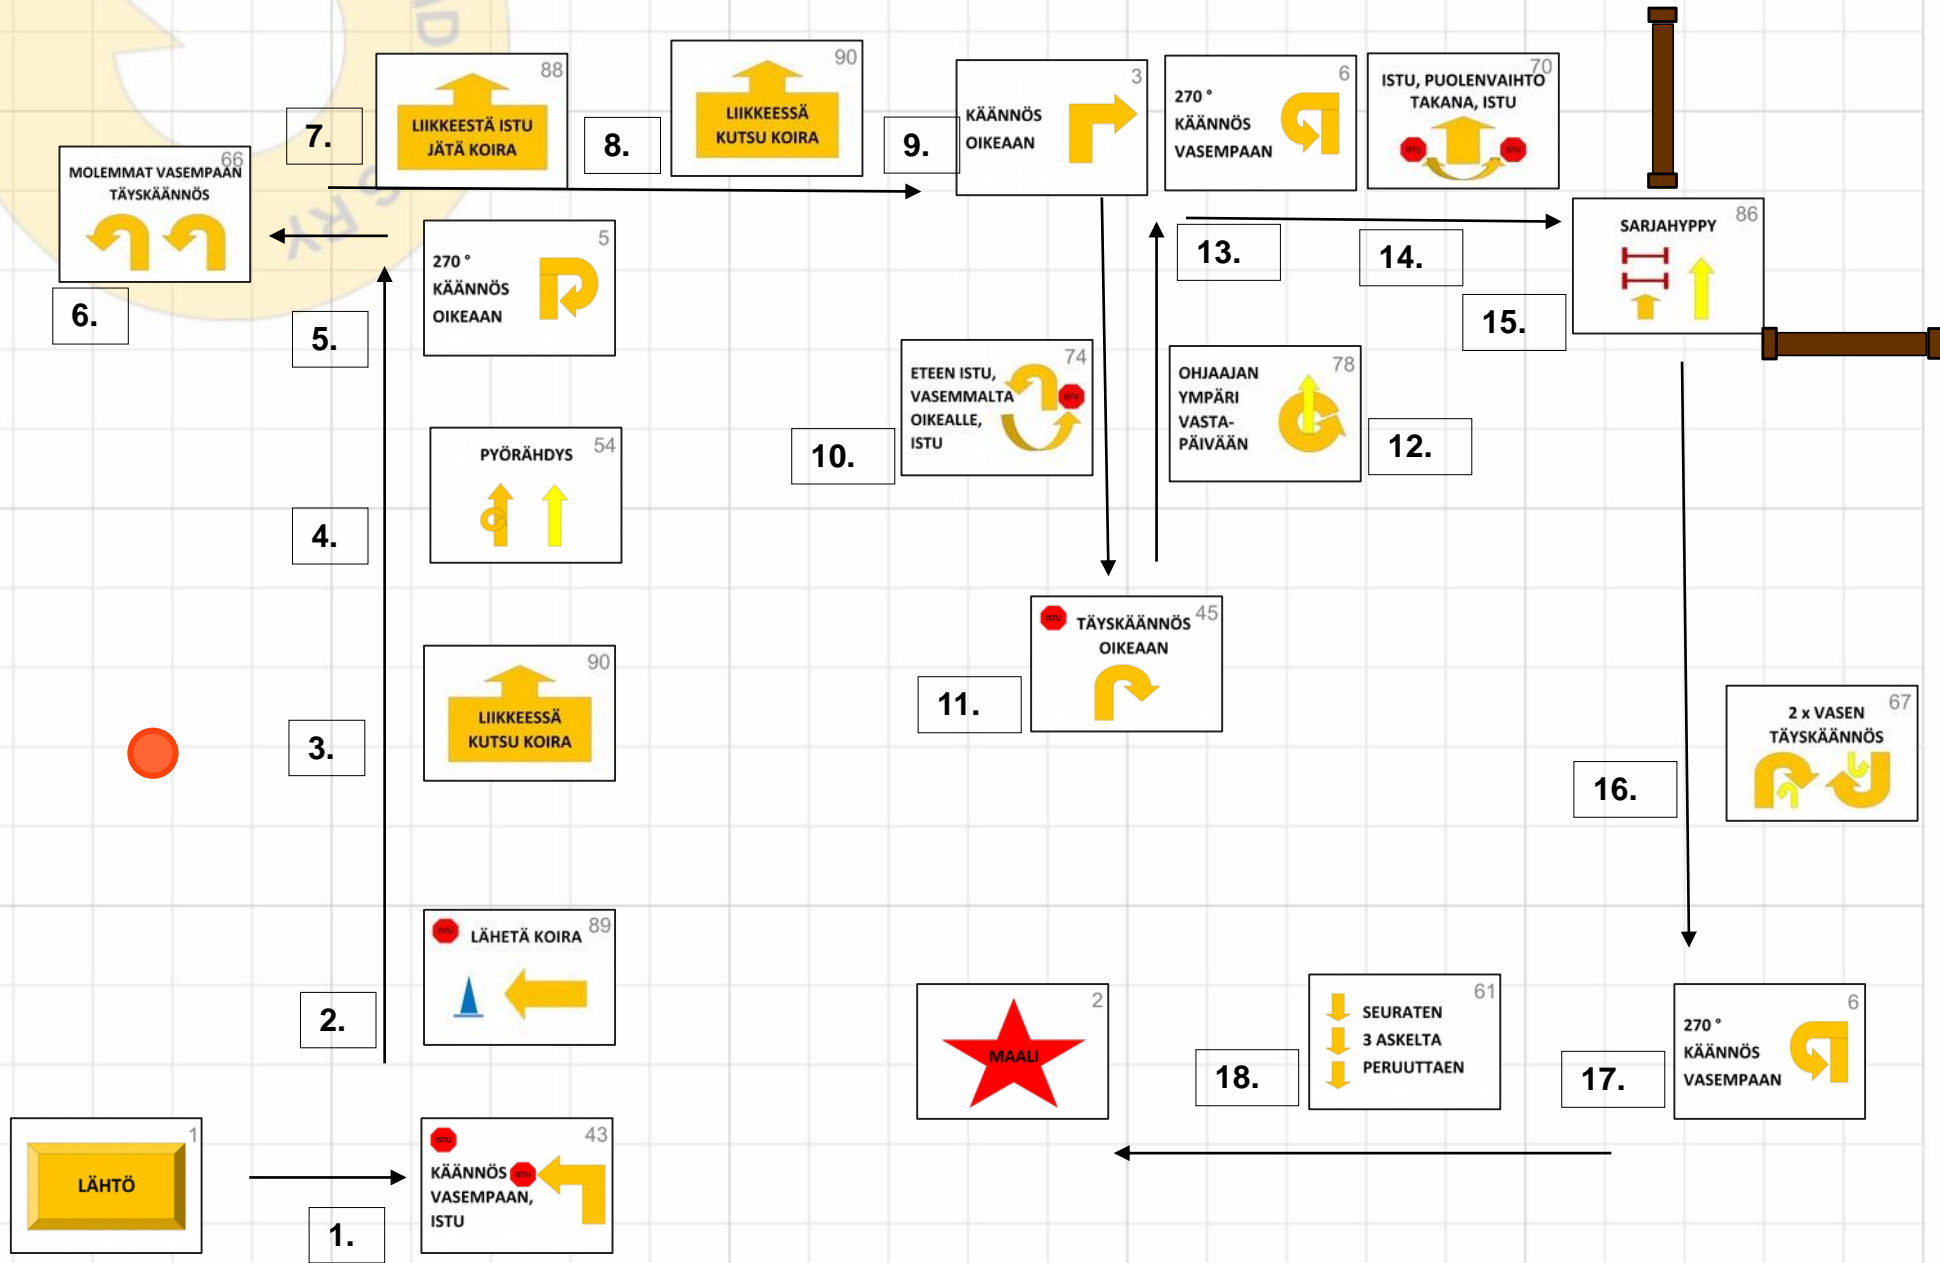 LÄHTÖ
1
1.
43
ISTU
KÄÄNNÖS
ISTU
VASEMPAAN,
ISTU
2.
89
ISTU
LÄHETÄ KOIRA
3.
90
LIIKKEESSÄ
KUTSU KOIRA
4.
54
PYÖRÄHDYS
5.
5
270 °
KÄÄNNÖS
OIKEAAN
6.
66
MOLEMMAT VASEMPAAN
TÄYSKÄÄNNÖS
7.
88
LIIKKEESTÄ ISTU
JÄTÄ KOIRA
8.
90
LIIKKEESSÄ
KUTSU KOIRA
9.
3
KÄÄNNÖS
OIKEAAN
10.
74
ETEEN ISTU,
VASEMMALTA
OIKEALLE,
ISTU
ISTU
11.
45
ISTU
TÄYSKÄÄNNÖS
OIKEAAN
12.
78
OHJAAJAN
YMPÄRI
VASTA-
PÄIVÄÄN
13.
6
270 °
KÄÄNNÖS
VASEMPAAN
14.
70
ISTU, PUOLENVAIHTO
TAKANA, ISTU
ISTU
ISTU
15.
86
SARJAHYPPY
16.
67
2 x VASEN
TÄYSKÄÄNNÖS
17.
6
270 °
KÄÄNNÖS
VASEMPAAN
18.
61
SEURATEN
3 ASKELTA
PERUUTTAEN
2
MAALI